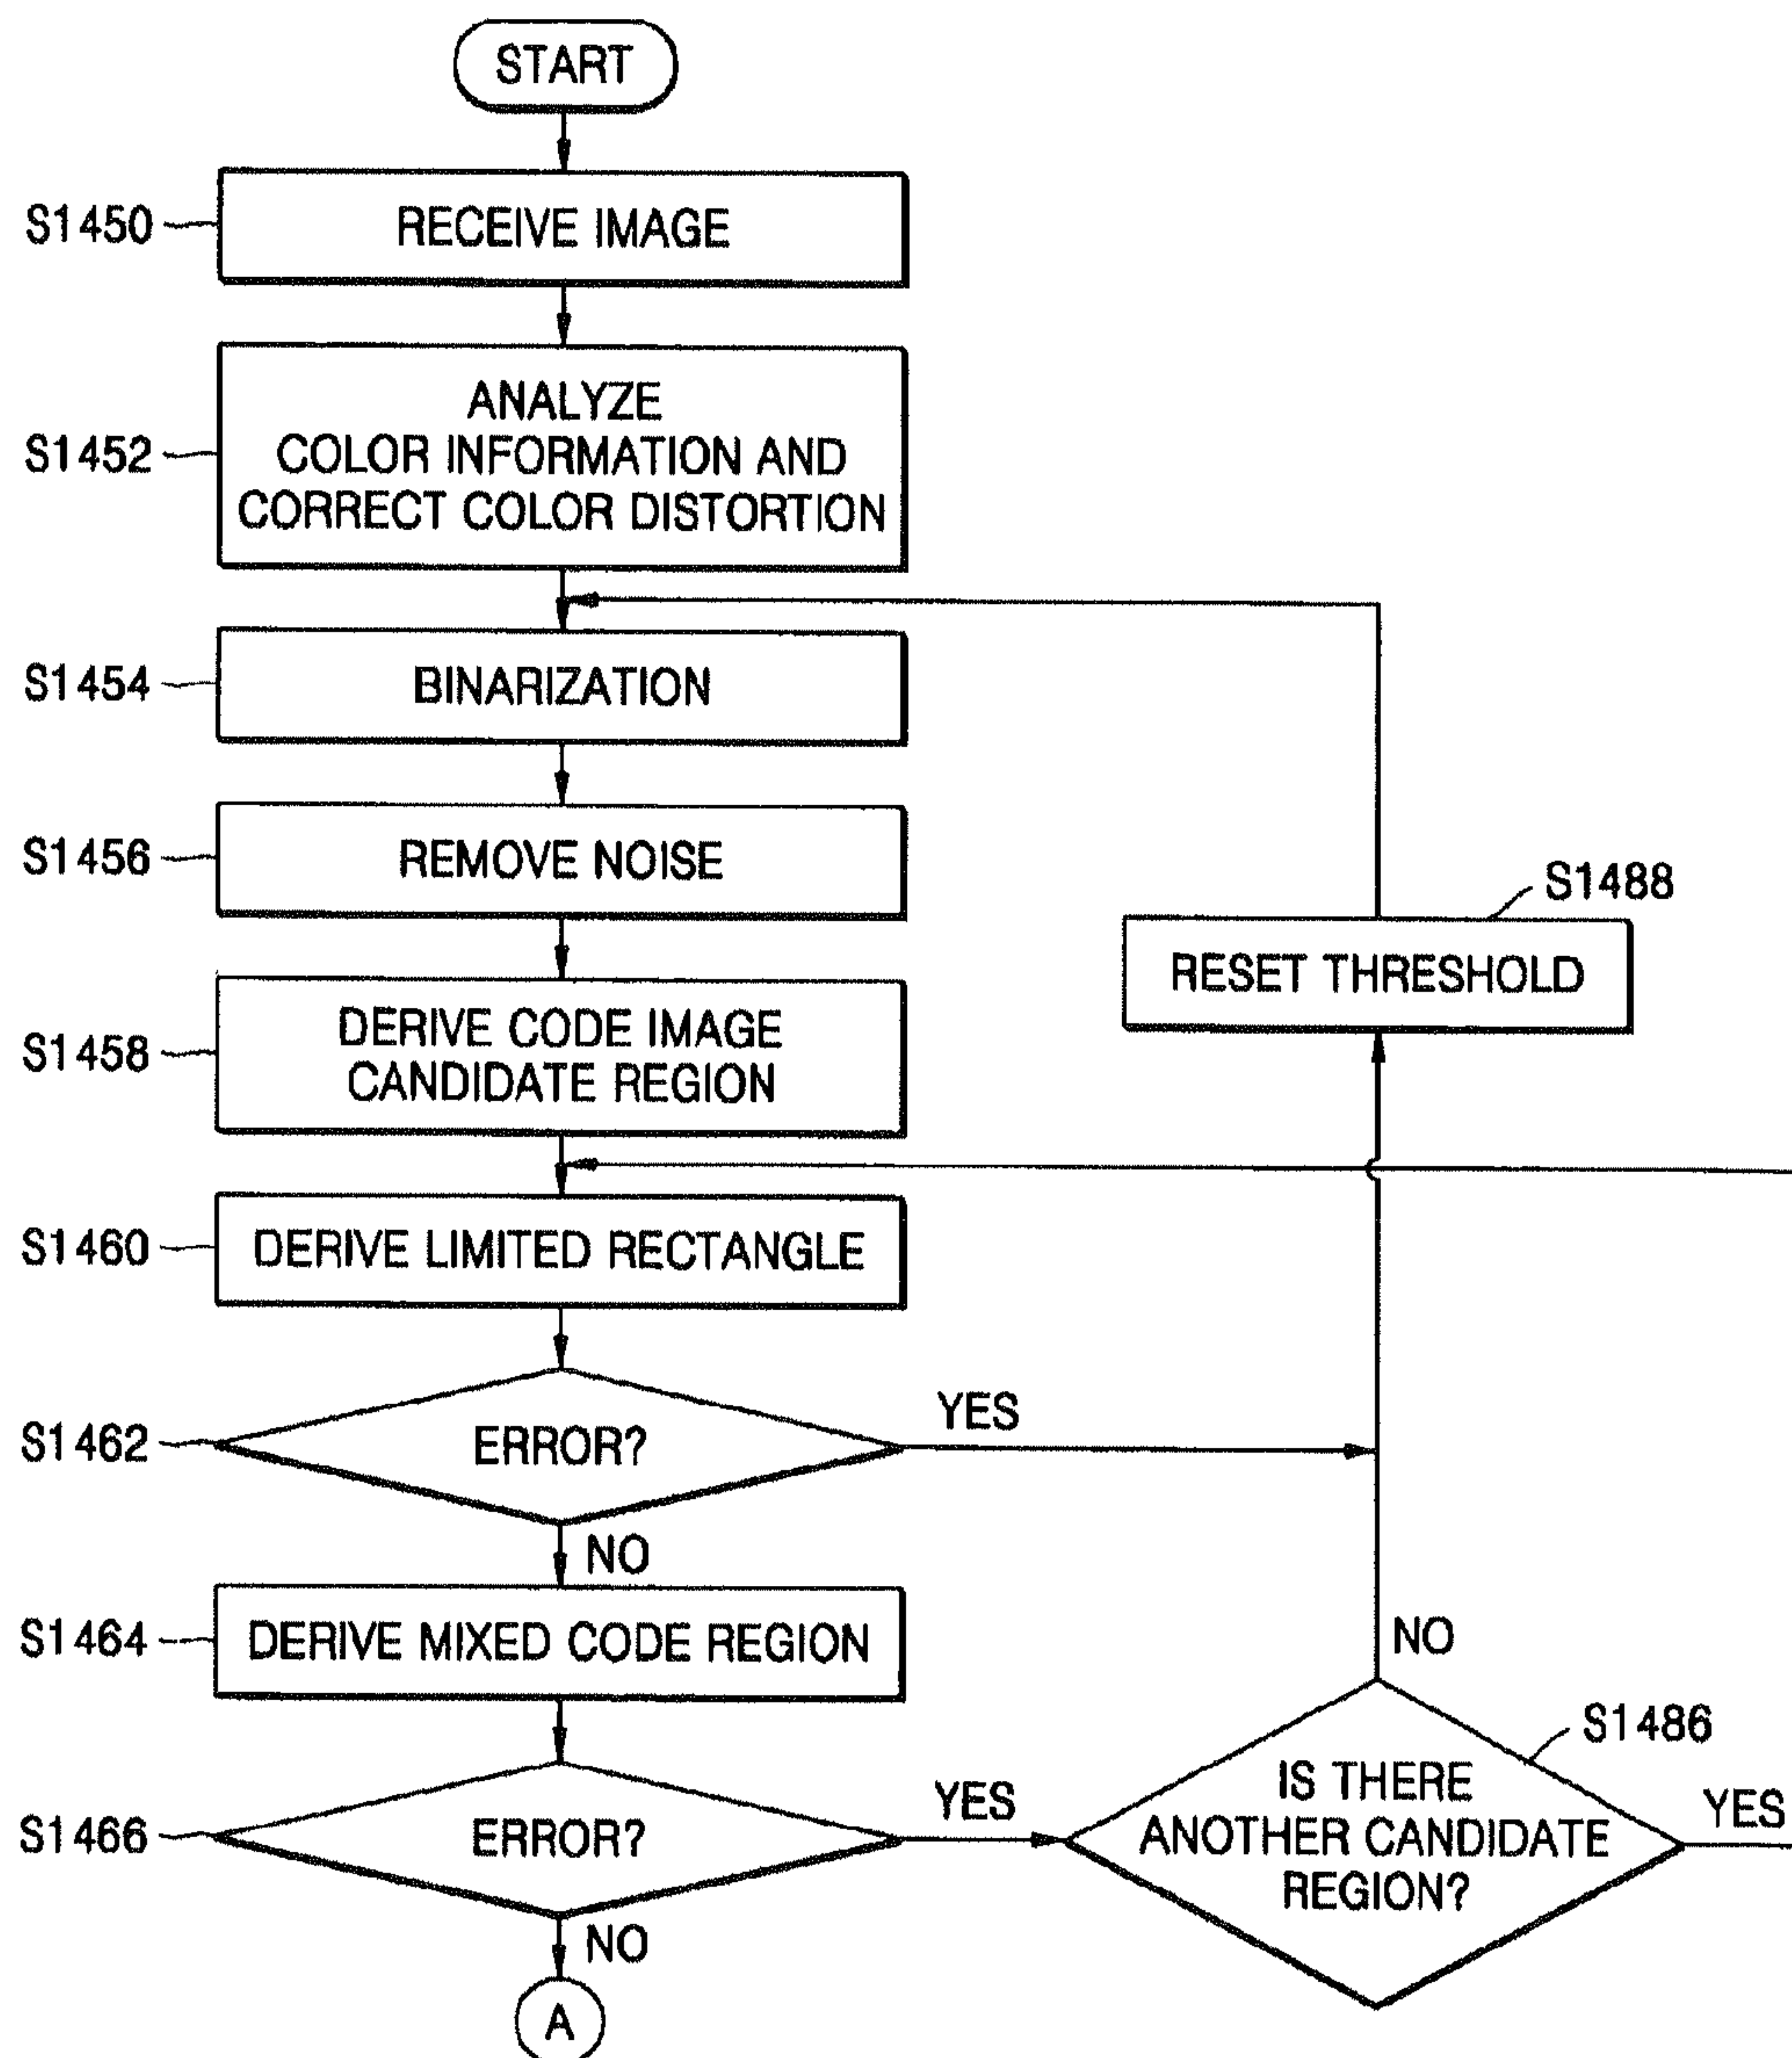 START
S1450
RECEIVE IMAGE
S1452
ANALYZE
COLOR INFORMATION AND
CORRECT COLOR DISTORTION
S1454
BINARIZATION
S1456
REMOVE NOISE
S1488
RESET THRESHOLD
S1458
DERIVE CODE IMAGE
CANDIDATE REGION
S1460
DERIVE LIMITED RECTANGLE
S1462
ERROR?
YES
NO
S1464
DERIVE MIXED CODE REGION
NO
S1486
S1466
ERROR?
YES
IS THERE
ANOTHER CANDIDATE
REGION?
YES
NO
A